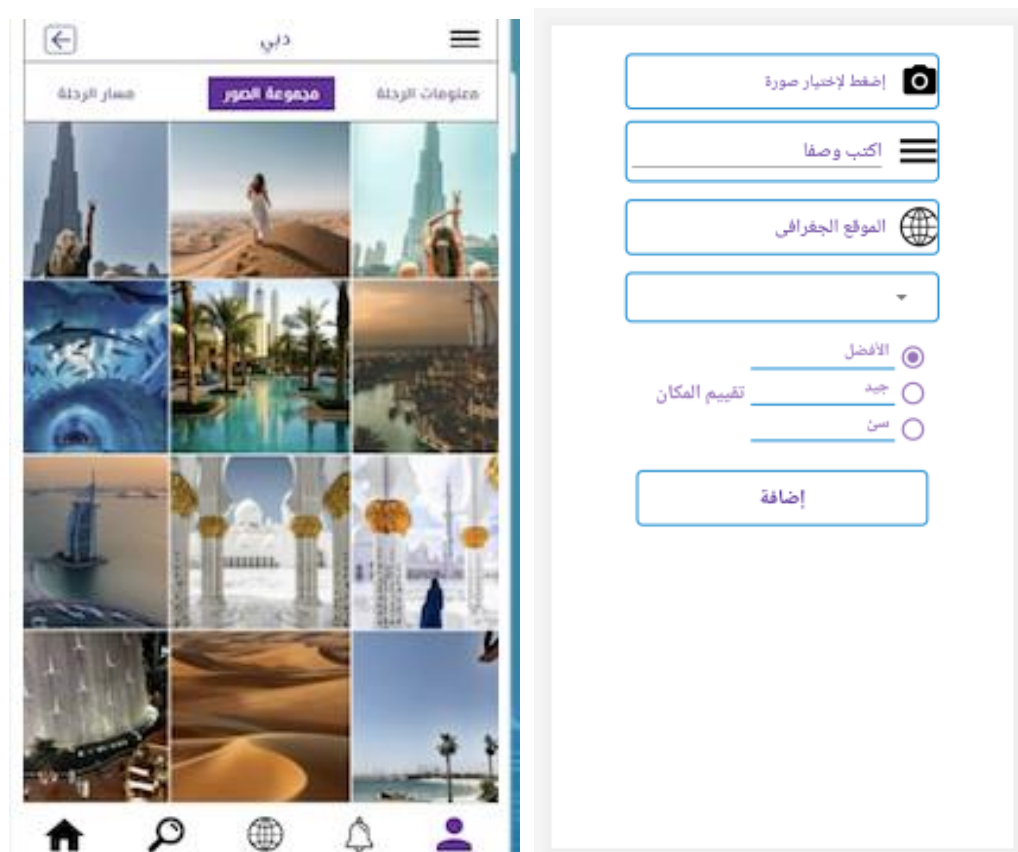 دبي
معلومات الرحلة
مجموعة الصور
مسار الرحلة
إضغط لإختيار صورة
اكتب وصفا
الموقع الجغرافى
الأفضل
جيد
تقييم المكان
سئ
إضافة